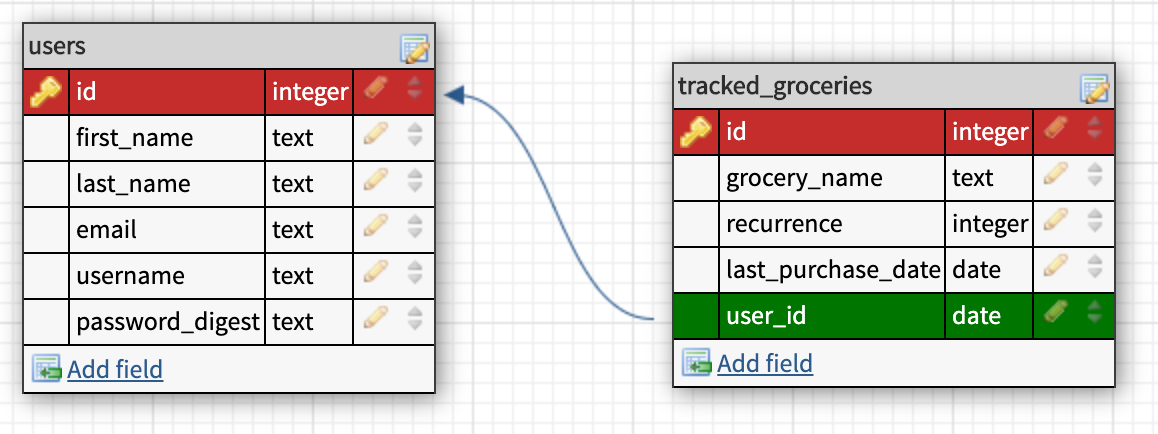 users
id integer
first_name text
last_name text
email text
username text
password_digest text
Add field
tracked_groceries
id integer
grocery_name text
recurrence integer
last_purchase_date date
user_id date
Add field